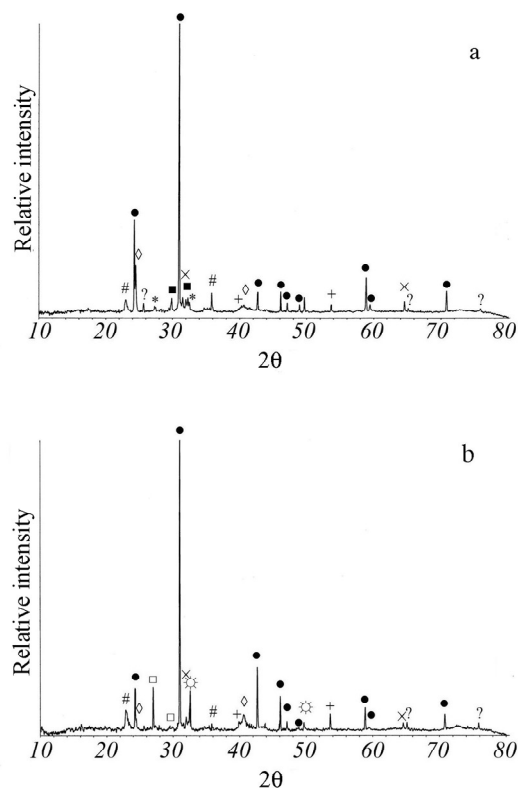 a
Relative intensity
# ◇ ? * ■ × ■ * # + ◇ + × ? ?
10 20 30 40 50 60 70 80
2θ
b
Relative intensity
# ◇ □ □ × # + ◇ + × ? ?
10 20 30 40 50 60 70 80
2θ